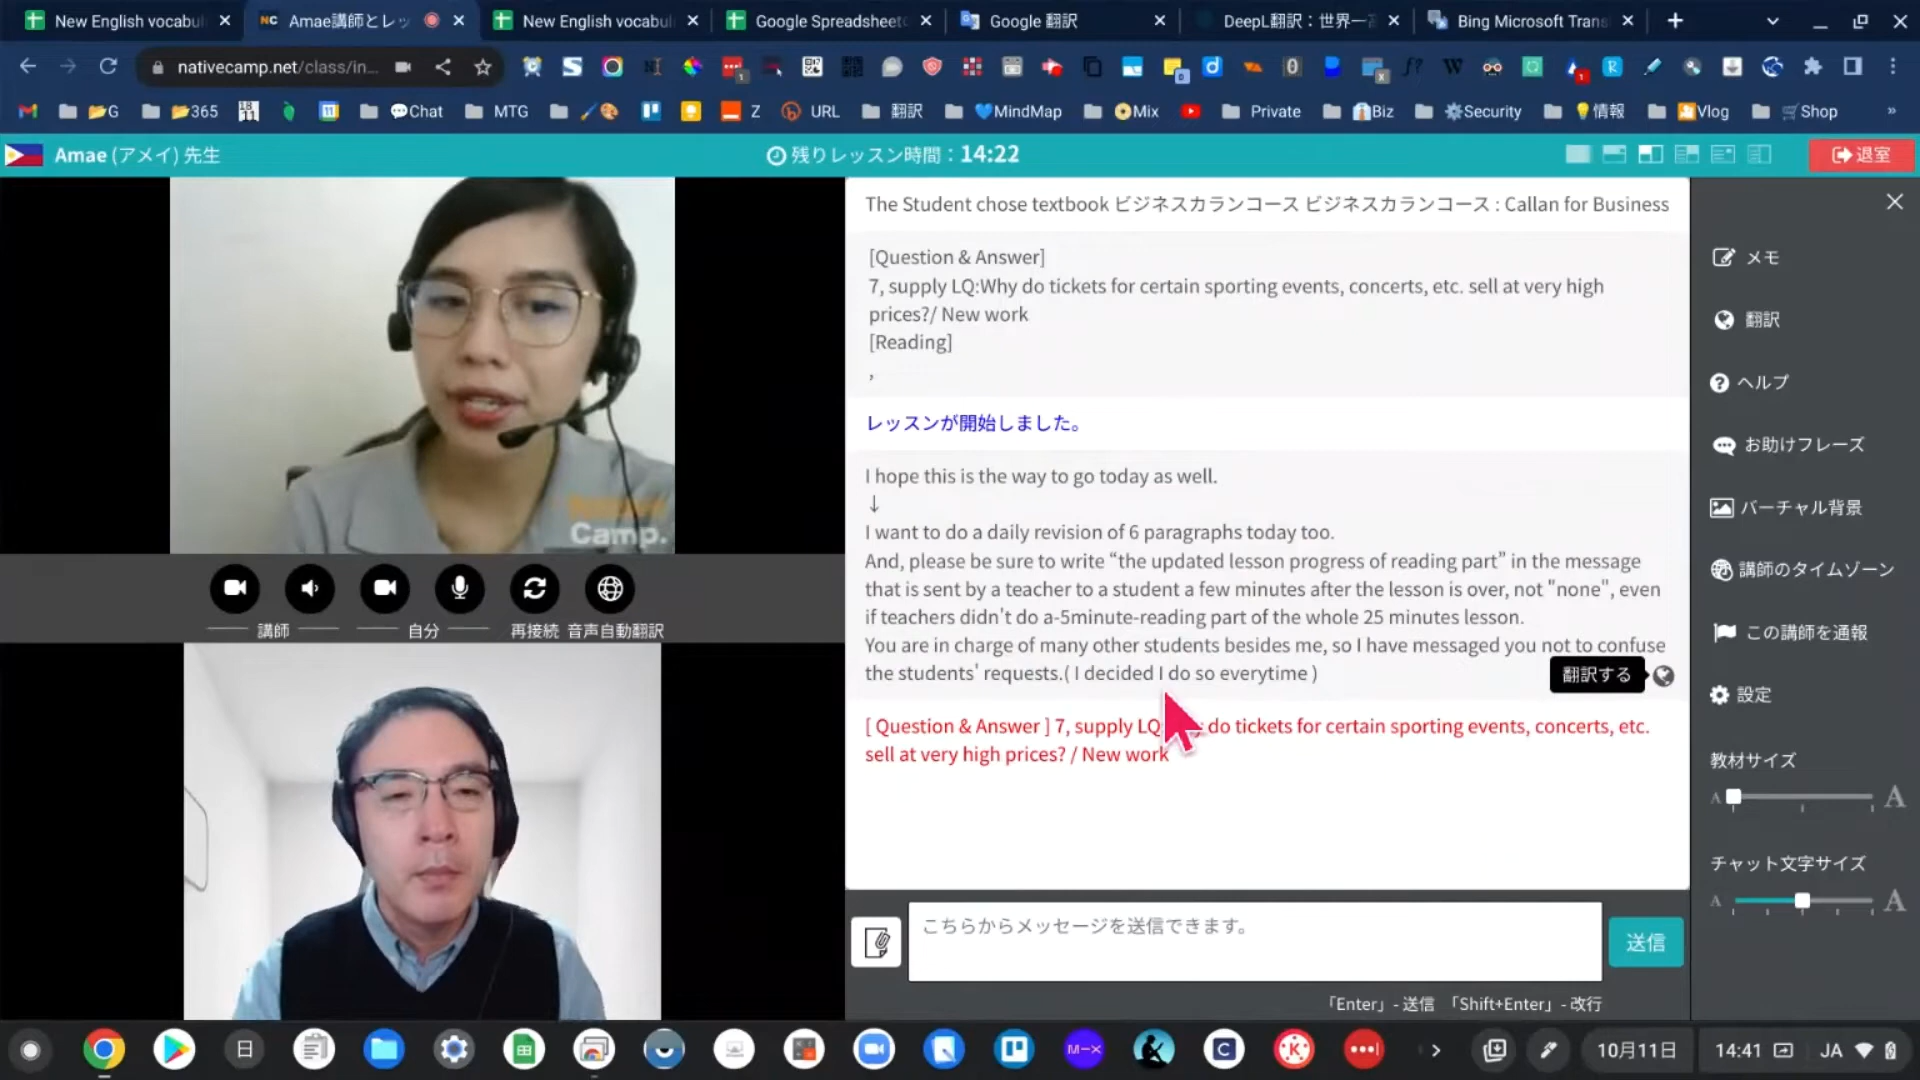 New English vocabul
Amae講師とレッ
New English vocabul
Google Spreadsheet
Google 翻訳
DeepL翻訳：世界一高
Bing Microsoft Trans
nativecamp.net/class/in...
G
365
Chat
MTG
Z
URL
翻訳
MindMap
Mix
Private
Biz
Security
情報
Vlog
Shop
Amae (アメイ) 先生
残りレッスン時間：14:22
退室
The Student chose textbook ビジネスカランコース ビジネスカランコース : Callan for Business
[Question & Answer]
7, supply LQ:Why do tickets for certain sporting events, concerts, etc. sell at very high
prices?/ New work
[Reading]
,
レッスンが開始しました。
I hope this is the way to go today as well.
↓
I want to do a daily revision of 6 paragraphs today too.
And, please be sure to write “the updated lesson progress of reading part” in the message
that is sent by a teacher to a student a few minutes after the lesson is over, not "none", even
if teachers didn't do a-5minute-reading part of the whole 25 minutes lesson.
You are in charge of many other students besides me, so I have messaged you not to confuse
the students' requests.( I decided I do so everytime )
翻訳する
[ Question & Answer ] 7, supply LQ do tickets for certain sporting events, concerts, etc.
sell at very high prices? / New work
Camp.
講師
自分
再接続
音声自動翻訳
メモ
翻訳
ヘルプ
お助けフレーズ
バーチャル背景
講師のタイムゾーン
この講師を通報
設定
教材サイズ
A A
チャット文字サイズ
A A
こちらからメッセージを送信できます。
送信
「Enter」- 送信 「Shift+Enter」- 改行
10月11日
14:41
JA